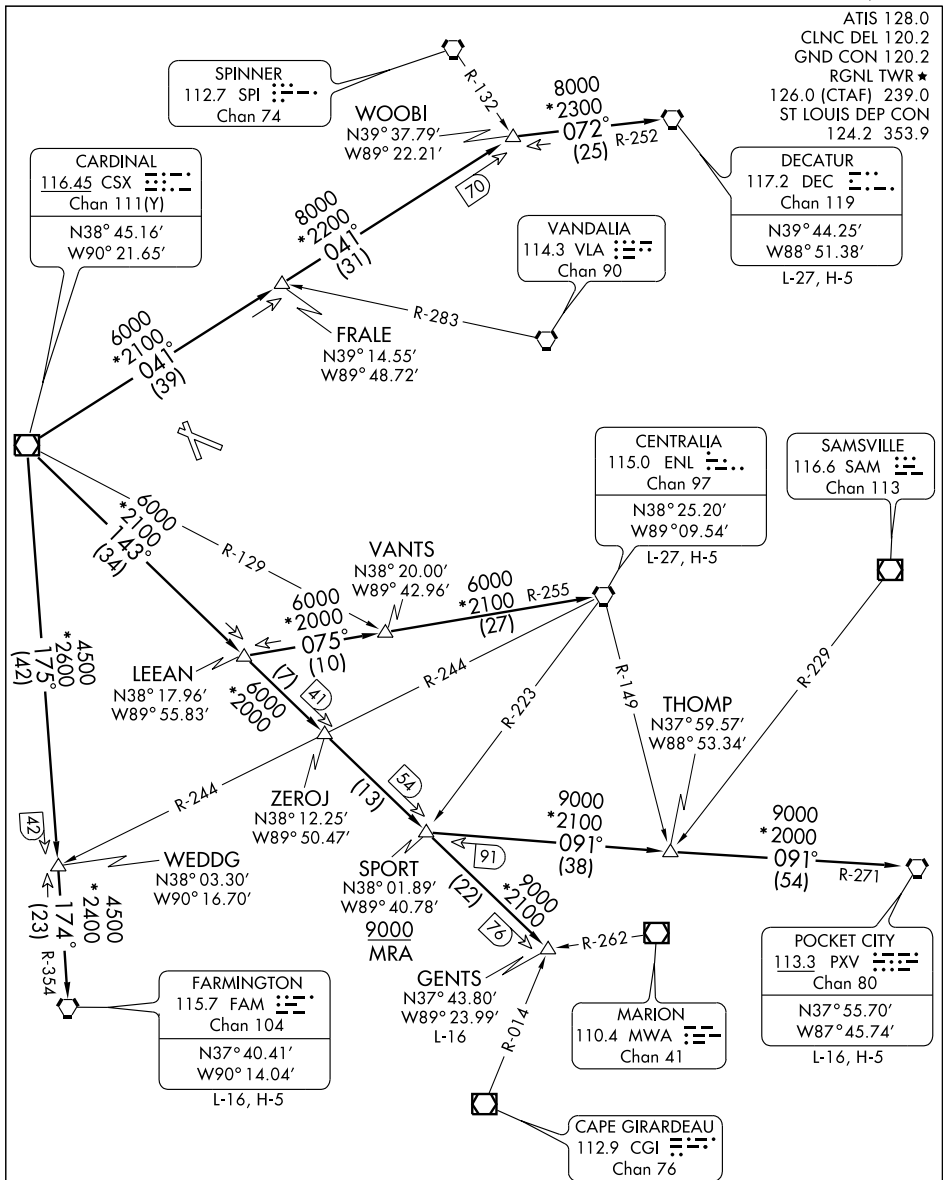 ATIS 128.0
CLNC DEL 120.2
GND CON 120.2
RGNL TWR ★
126.0 (CTAF) 239.0
ST LOUIS DEP CON
124.2 353.9
SPINNER
112.7 SPI
Chan 74
R-132
WOOBI
N39° 37.79'
W89° 22.21'
8000
*2300
072°
(25)
R-252
DECATUR
117.2 DEC
Chan 119
N39° 44.25'
W88° 51.38'
L-27, H-5
CARDINAL
116.45 CSX
Chan 111(Y)
N38° 45.16'
W90° 21.65'
70
8000
*2200
041°
(31)
VANDALIA
114.3 VLA
Chan 90
R-283
FRALE
N39° 14.55'
W89° 48.72'
6000
*2100
041°
(39)
CENTRALIA
115.0 ENL
Chan 97
N38° 25.20'
W89° 09.54'
L-27, H-5
SAMSVILLE
116.6 SAM
Chan 113
6000
*2100
143°
(34)
R-129
VANTS
N38° 20.00'
W89° 42.96'
6000
*2000
075°
(10)
6000
*2100
(27)
R-255
LEEAN
N38° 17.96'
W89° 55.83'
(7)
6000
*2000
41
R-244
R-223
R-149
R-229
4500
*2600
175°
(42)
THOMP
N37° 59.57'
W88° 53.34'
R-244
ZEROJ
N38° 12.25'
W89° 50.47'
54
(13)
42
WEDDG
N38° 03.30'
W90° 16.70'
SPORT
N38° 01.89'
W89° 40.78'
9000
MRA
91
9000
*2100
091°
(38)
9000
*2000
091°
(54)
R-271
4500
*2400
174°
(23)
R-354
9000
*2100
(22)
76
GENTS
N37° 43.80'
W89° 23.99'
L-16
R-262
R-014
FARMINGTON
115.7 FAM
Chan 104
N37° 40.41'
W90° 14.04'
L-16, H-5
MARION
110.4 MWA
Chan 41
POCKET CITY
113.3 PXV
Chan 80
N37° 55.70'
W87° 45.74'
L-16, H-5
CAPE GIRARDEAU
112.9 CGI
Chan 76